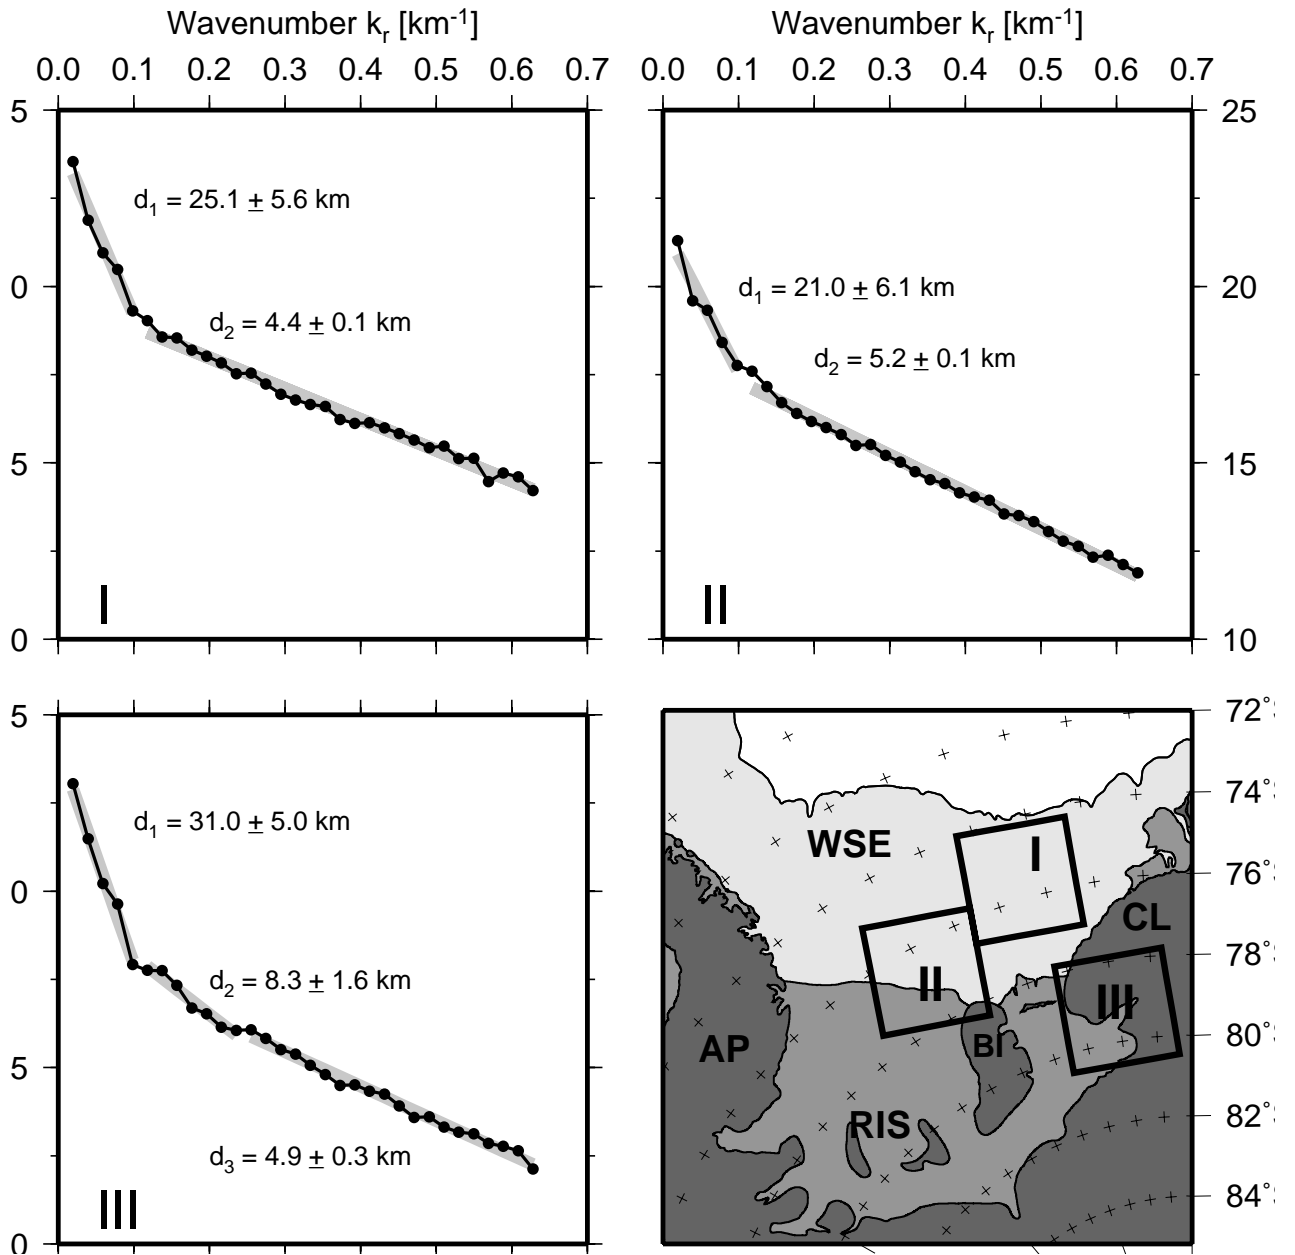 Wavenumber k_r [km^-1]
Wavenumber k_r [km^-1]
0.0 0.1 0.2 0.3 0.4 0.5 0.6 0.7
0.0 0.1 0.2 0.3 0.4 0.5 0.6 0.7
5
0
5
0
d_1 = 25.1 ± 5.6 km
d_2 = 4.4 ± 0.1 km
I
25
20
15
10
d_1 = 21.0 ± 6.1 km
d_2 = 5.2 ± 0.1 km
II
5
0
5
0
d_1 = 31.0 ± 5.0 km
d_2 = 8.3 ± 1.6 km
d_3 = 4.9 ± 0.3 km
III
72°S
74°S
76°S
78°S
80°S
82°S
84°S
WSE
I
CL
II
III
AP
BI
RIS